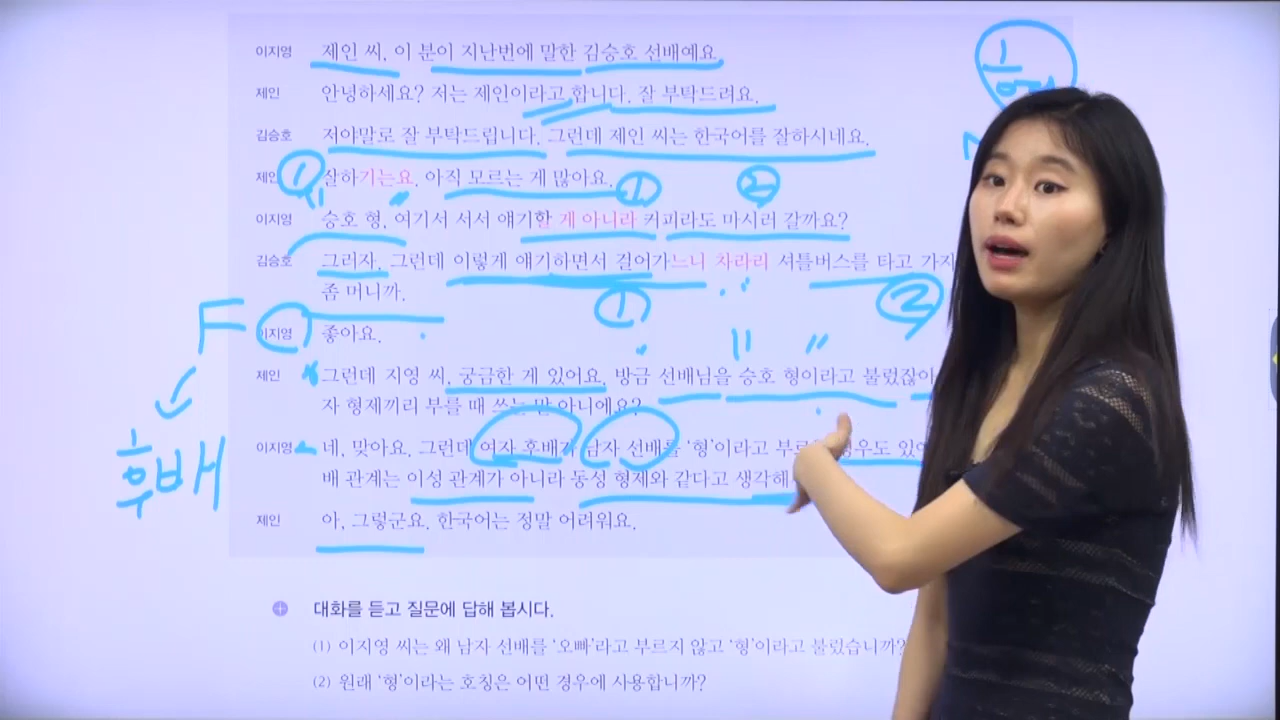 이지영 제인 씨, 이 분이 지난번에 말한 김승호 선배예요.
제인 안녕하세요? 저는 제인이라고 합니다. 잘 부탁드려요.
김승호 저야말로 잘 부탁드립니다. 그런데 제인 씨는 한국어를 잘하시네요.
제인 잘하기는요. 아직 모르는 게 많아요.
이지영 승호 형, 여기서 서서 얘기할 게 아니라 커피라도 마시러 갈까요?
김승호 그러자. 그런데 이렇게 얘기하면서 걸어가느니 차라리 셔틀버스를 타고 가자
좀 머니까.
이지영 좋아요.
제인 그런데 지영 씨, 궁금한 게 있어요. 방금 선배님을 승호 형이라고 불렀잖아
자 형제끼리 부를 때 쓰는 말 아니에요?
이지영 네, 맞아요. 그런데 여자 후배가 남자 선배를 ‘형’이라고 부르는 경우도 있어
배 관계는 이성 관계가 아니라 동성 형제와 같다고 생각해
제인 아, 그렇군요. 한국어는 정말 어려워요.
대화를 듣고 질문에 답해 봅시다.
(1) 이지영 씨는 왜 남자 선배를 ‘오빠’라고 부르지 않고 ‘형’이라고 불렀습니까?
(2) 원래 ‘형’이라는 호칭은 어떤 경우에 사용합니까?
① ① ②
① ②
F
후배